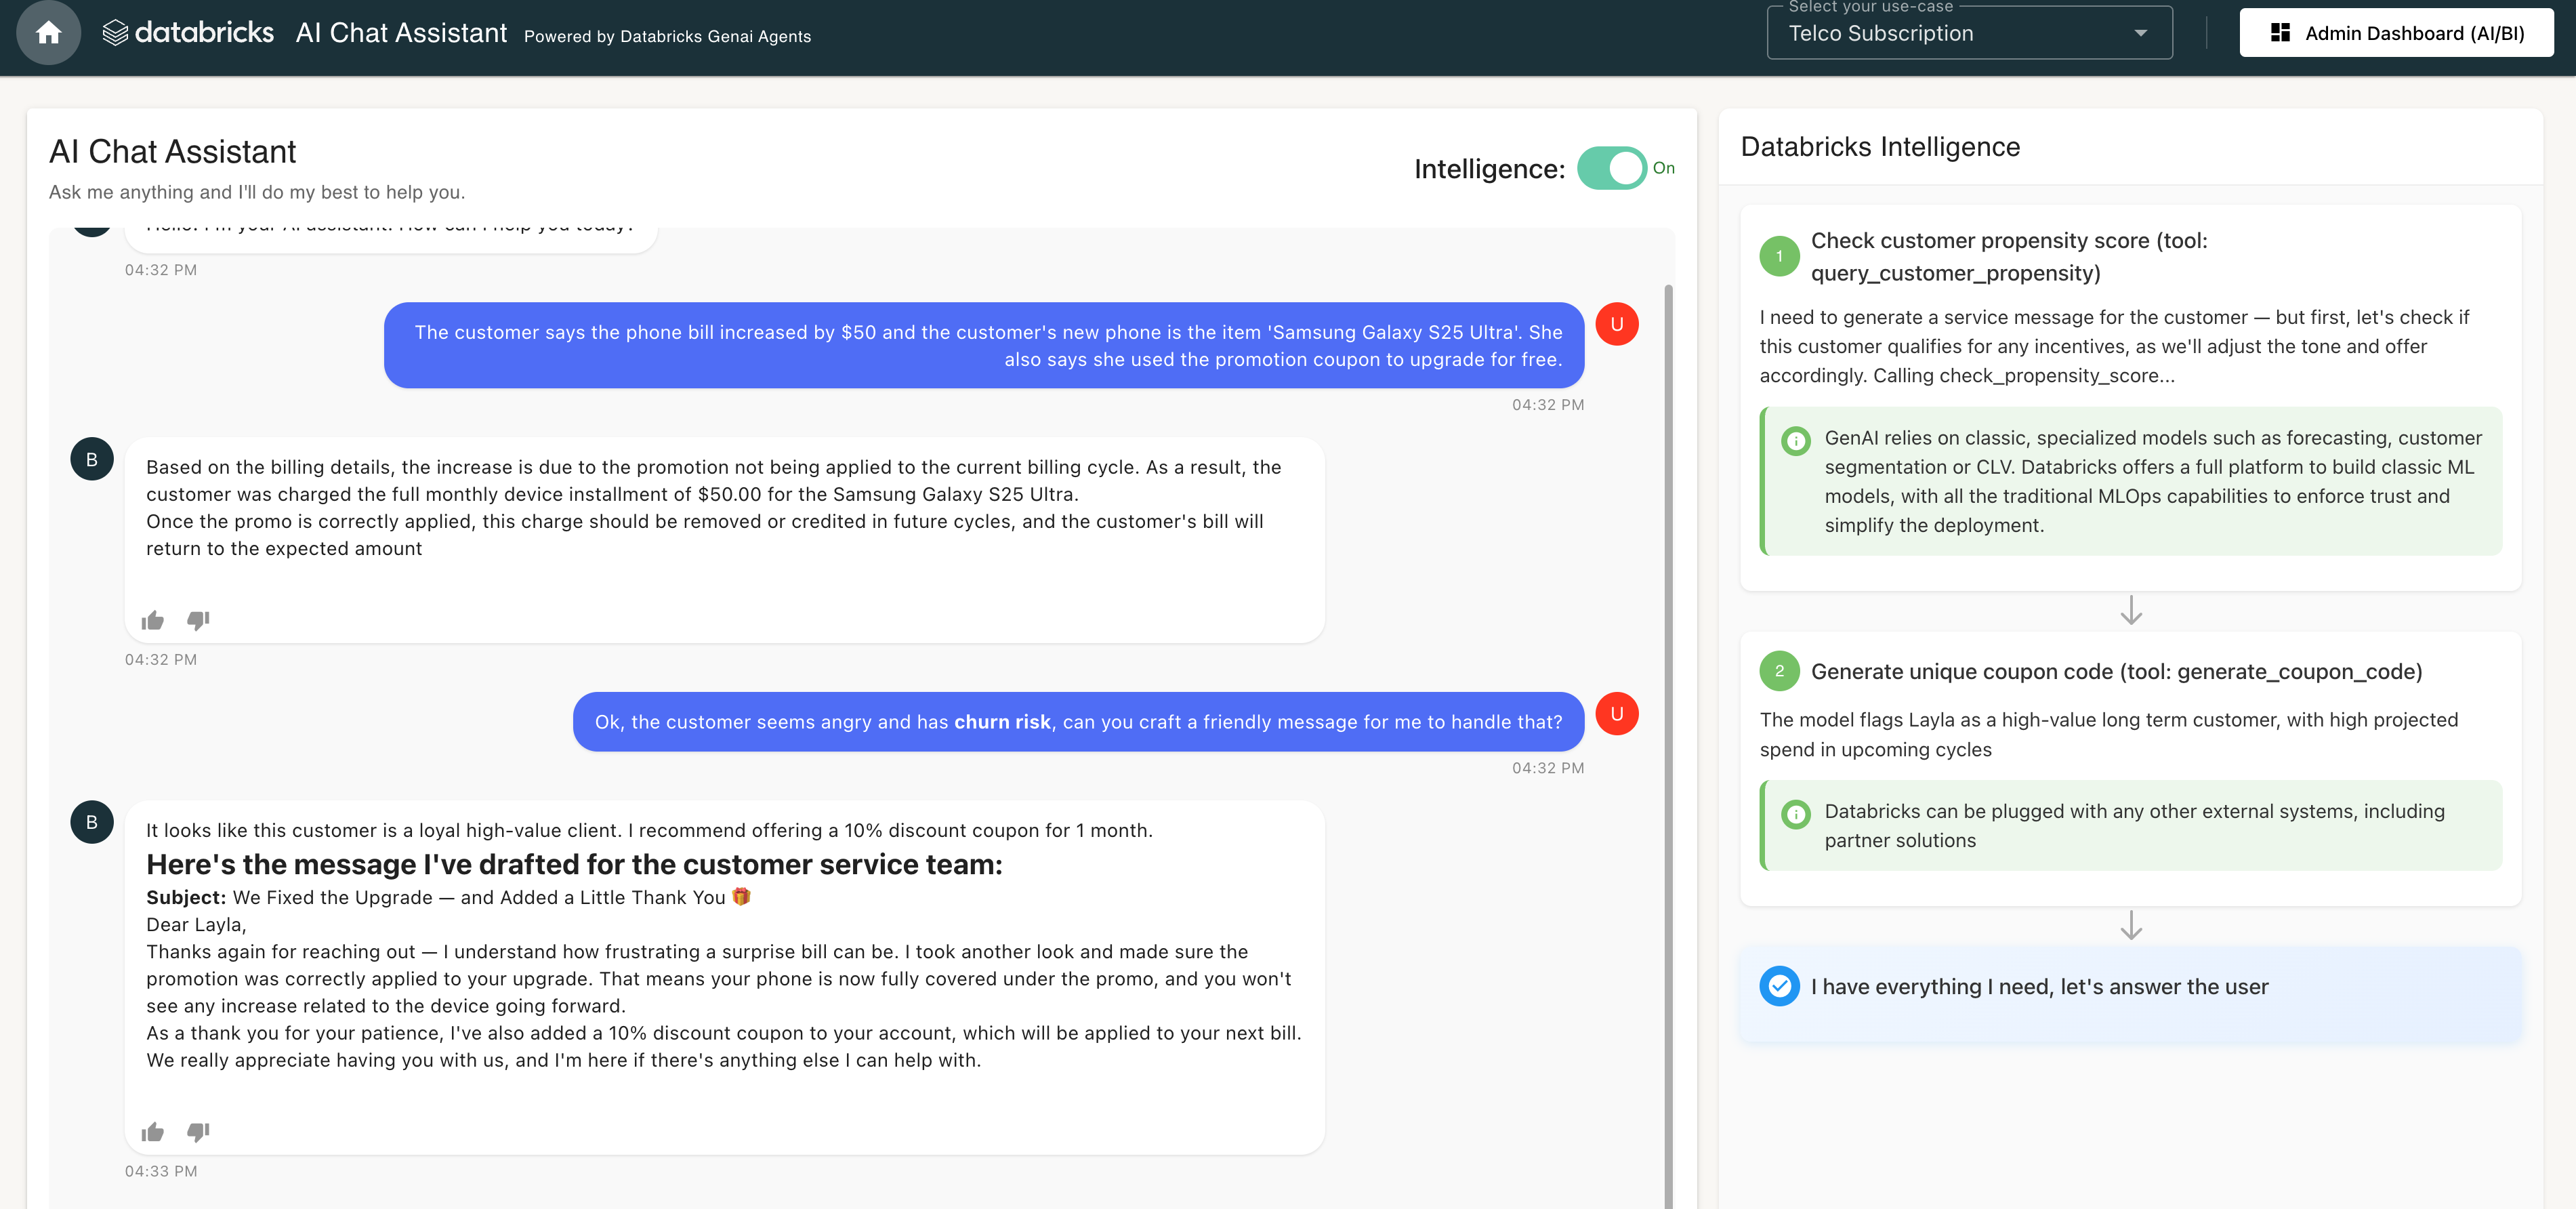 databricks AI Chat Assistant Powered by Databricks Genai Agents
Select your use-case
Telco Subscription
Admin Dashboard (AI/BI)
AI Chat Assistant
Ask me anything and I'll do my best to help you.
Intelligence: On
Hello! I'm your AI assistant. How can I help you today?
04:32 PM
The customer says the phone bill increased by $50 and the customer's new phone is the item 'Samsung Galaxy S25 Ultra'. She
also says she used the promotion coupon to upgrade for free.
U
04:32 PM
B
Based on the billing details, the increase is due to the promotion not being applied to the current billing cycle. As a result, the
customer was charged the full monthly device installment of $50.00 for the Samsung Galaxy S25 Ultra.
Once the promo is correctly applied, this charge should be removed or credited in future cycles, and the customer's bill will
return to the expected amount
04:32 PM
Ok, the customer seems angry and has churn risk, can you craft a friendly message for me to handle that?
U
04:32 PM
B
It looks like this customer is a loyal high-value client. I recommend offering a 10% discount coupon for 1 month.
Here's the message I've drafted for the customer service team:
Subject: We Fixed the Upgrade — and Added a Little Thank You 🎁
Dear Layla,
Thanks again for reaching out — I understand how frustrating a surprise bill can be. I took another look and made sure the
promotion was correctly applied to your upgrade. That means your phone is now fully covered under the promo, and you won't
see any increase related to the device going forward.
As a thank you for your patience, I've also added a 10% discount coupon to your account, which will be applied to your next bill.
We really appreciate having you with us, and I'm here if there's anything else I can help with.
04:33 PM
Databricks Intelligence
1
Check customer propensity score (tool:
query_customer_propensity)
I need to generate a service message for the customer — but first, let's check if
this customer qualifies for any incentives, as we'll adjust the tone and offer
accordingly. Calling check_propensity_score...
GenAI relies on classic, specialized models such as forecasting, customer
segmentation or CLV. Databricks offers a full platform to build classic ML
models, with all the traditional MLOps capabilities to enforce trust and
simplify the deployment.
2
Generate unique coupon code (tool: generate_coupon_code)
The model flags Layla as a high-value long term customer, with high projected
spend in upcoming cycles
Databricks can be plugged with any other external systems, including
partner solutions
I have everything I need, let's answer the user